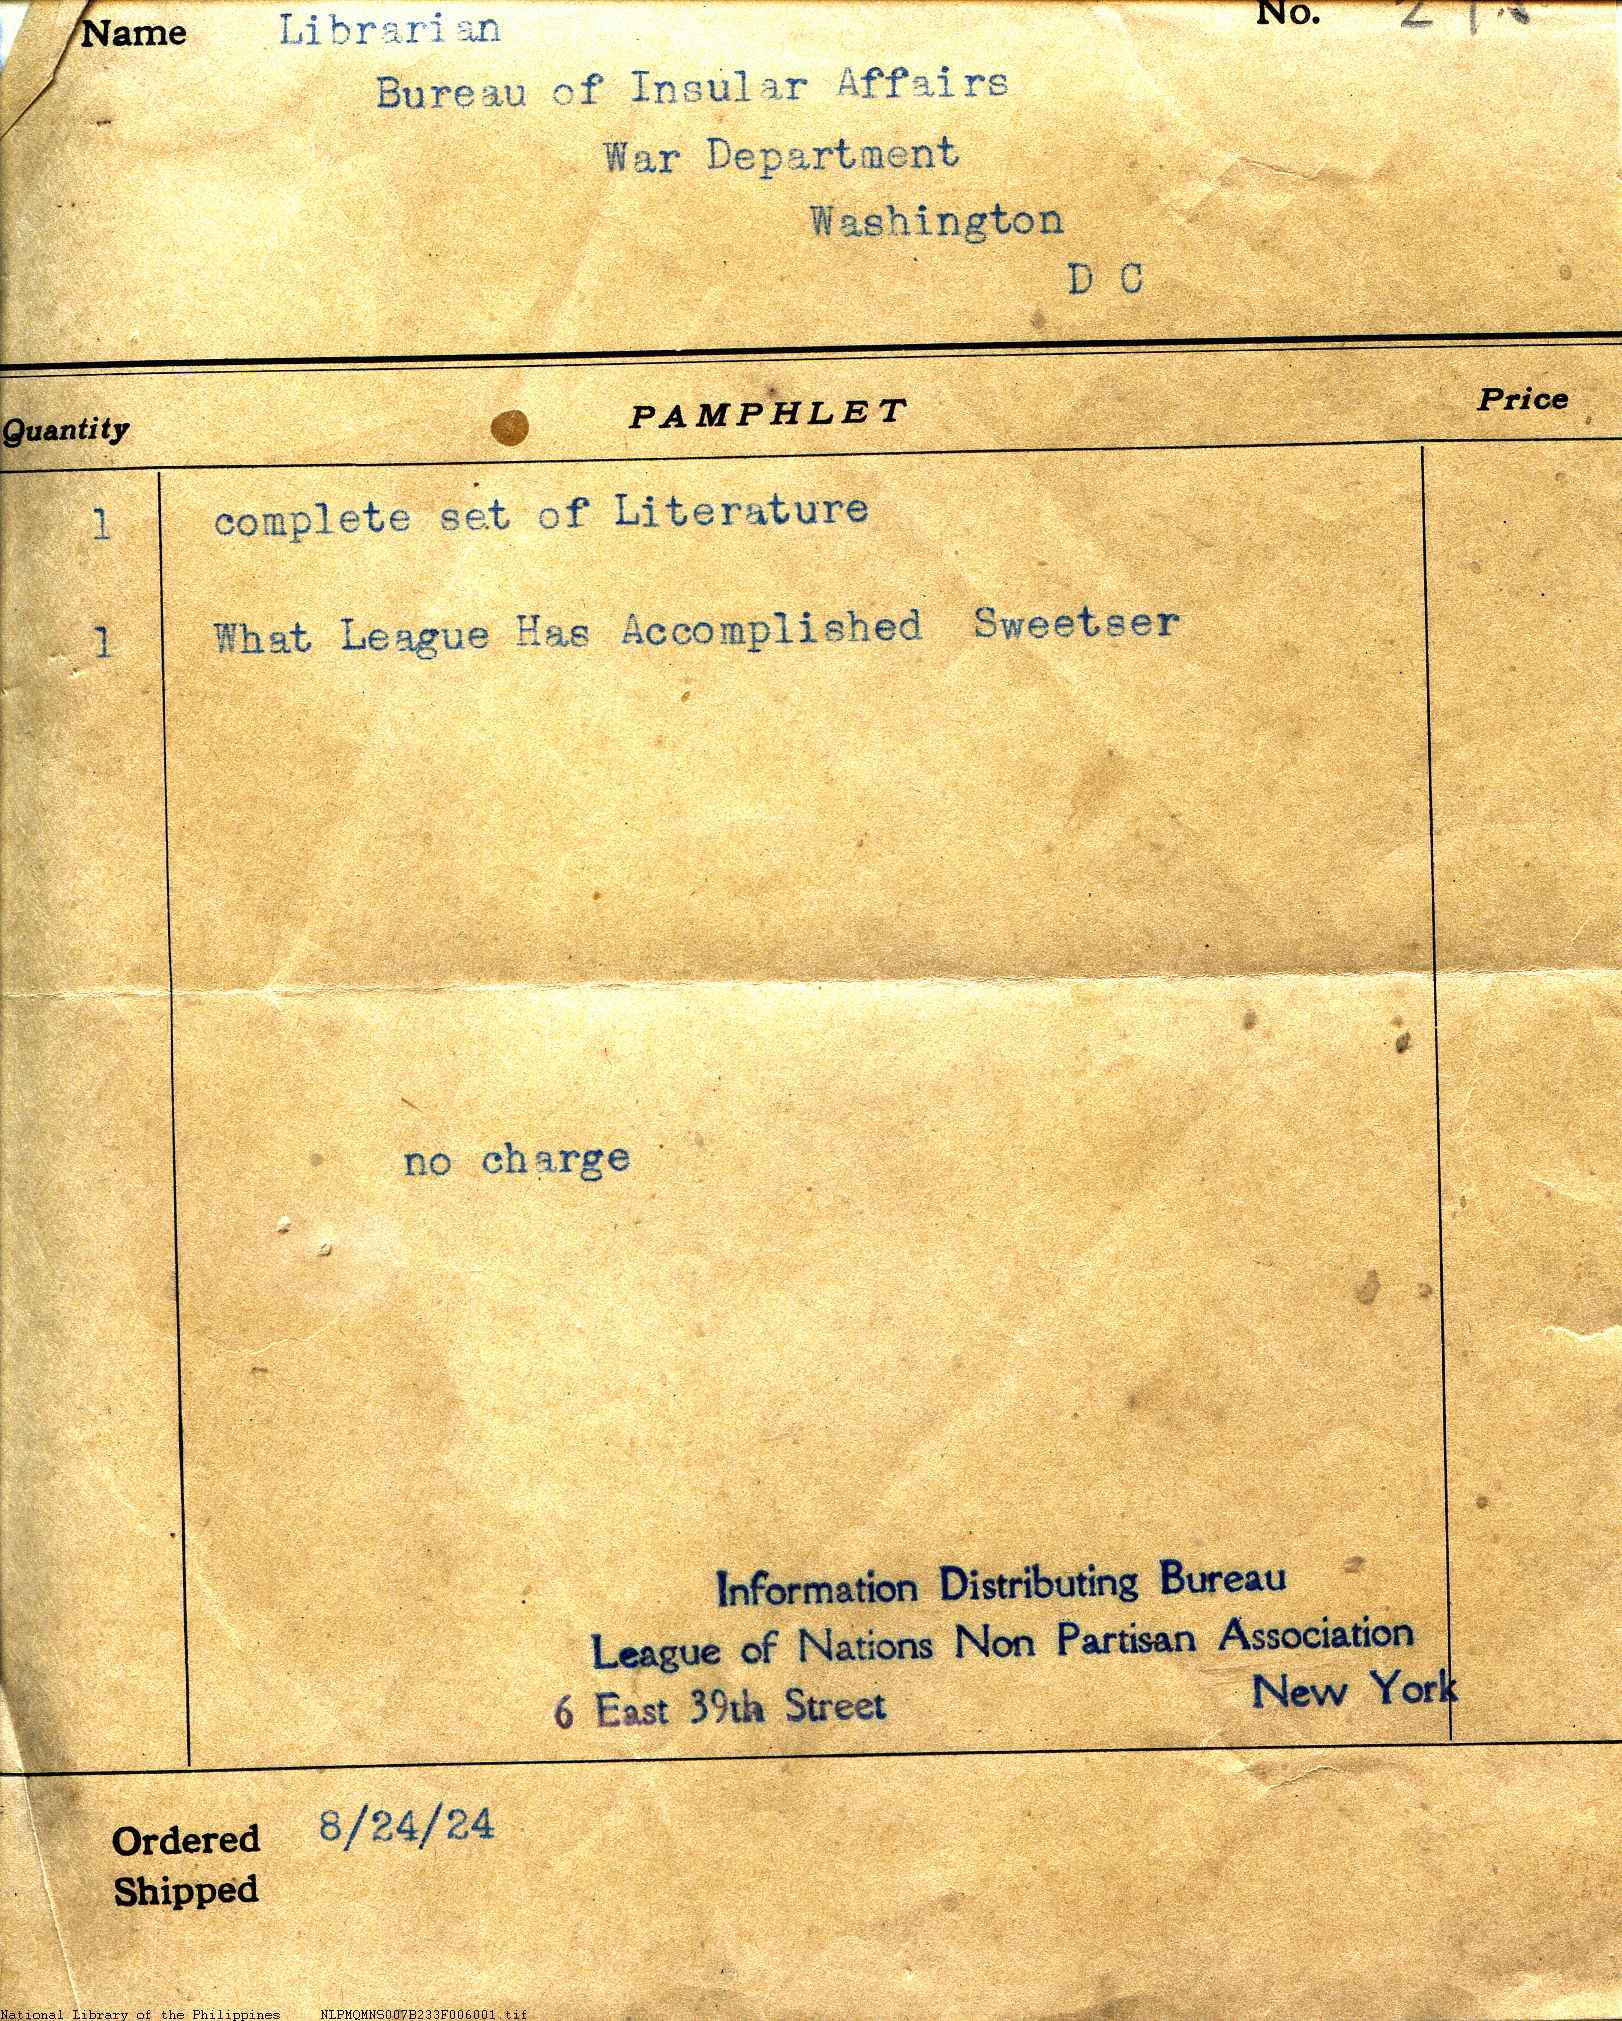 Name Librarian No.
Bureau of Insular Affairs
War Department
Washington
D C
Quantity PAMPHLET Price
1 complete set of Literature
1 What League Has Accomplished Sweetser
no charge
Information Distributing Bureau
League of Nations Non Partisan Association
6 East 39th Street New York
Ordered 8/24/24
Shipped
National Library of the Philippines NLPMQMNS007B233F006001.tif